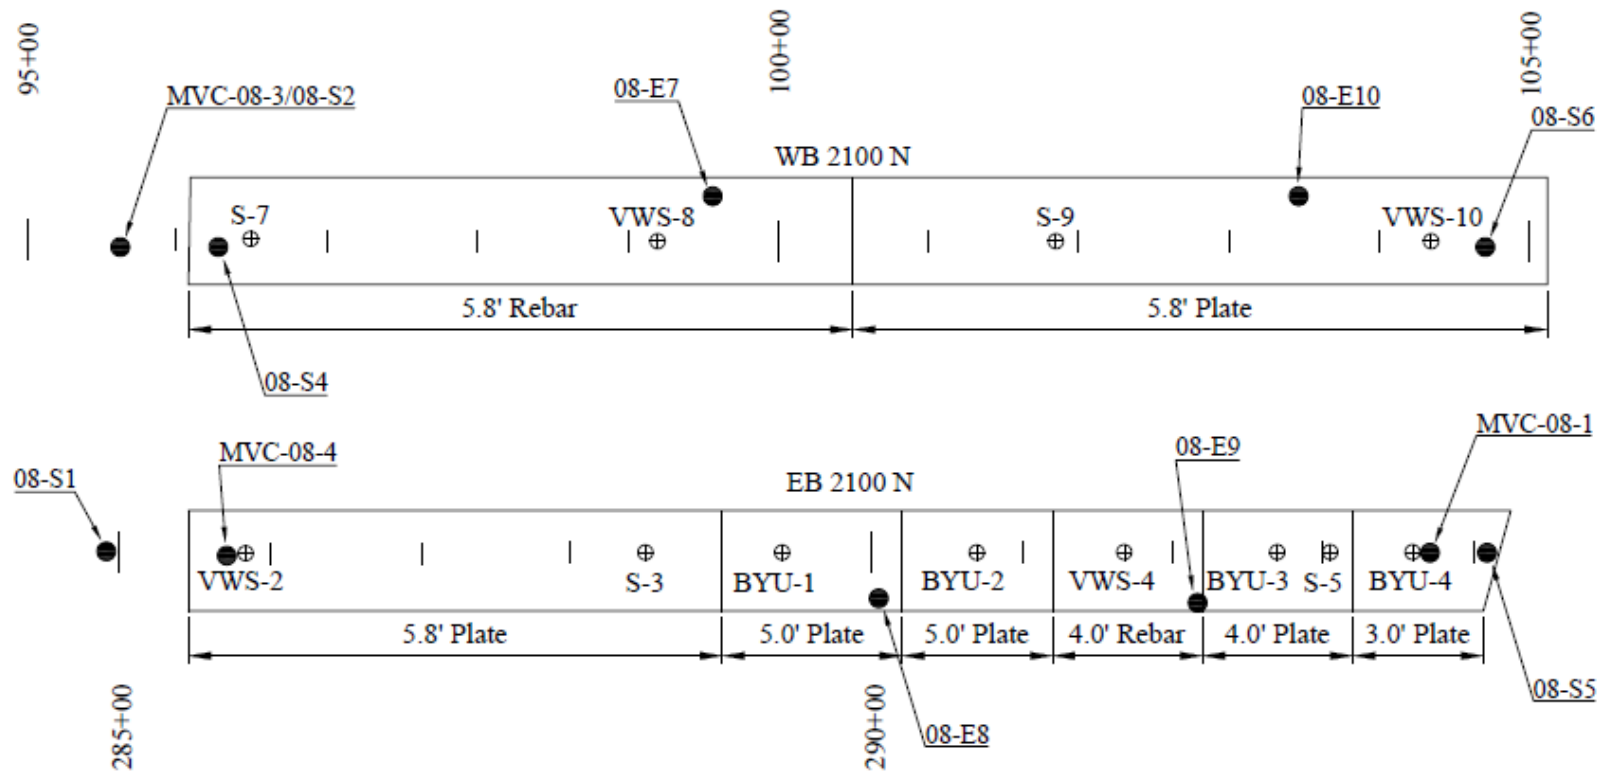 95+00
100+00
105+00
MVC-08-3/08-S2
08-E7
08-E10
08-S6
WB 2100 N
S-7
VWS-8
S-9
VWS-10
5.8' Rebar
5.8' Plate
08-S4
MVC-08-1
MVC-08-4
08-E9
08-S1
EB 2100 N
VWS-2
S-3
BYU-1
BYU-2
VWS-4
BYU-3
S-5
BYU-4
5.8' Plate
5.0' Plate
5.0' Plate
4.0' Rebar
4.0' Plate
3.0' Plate
08-S5
285+00
290+00
08-E8